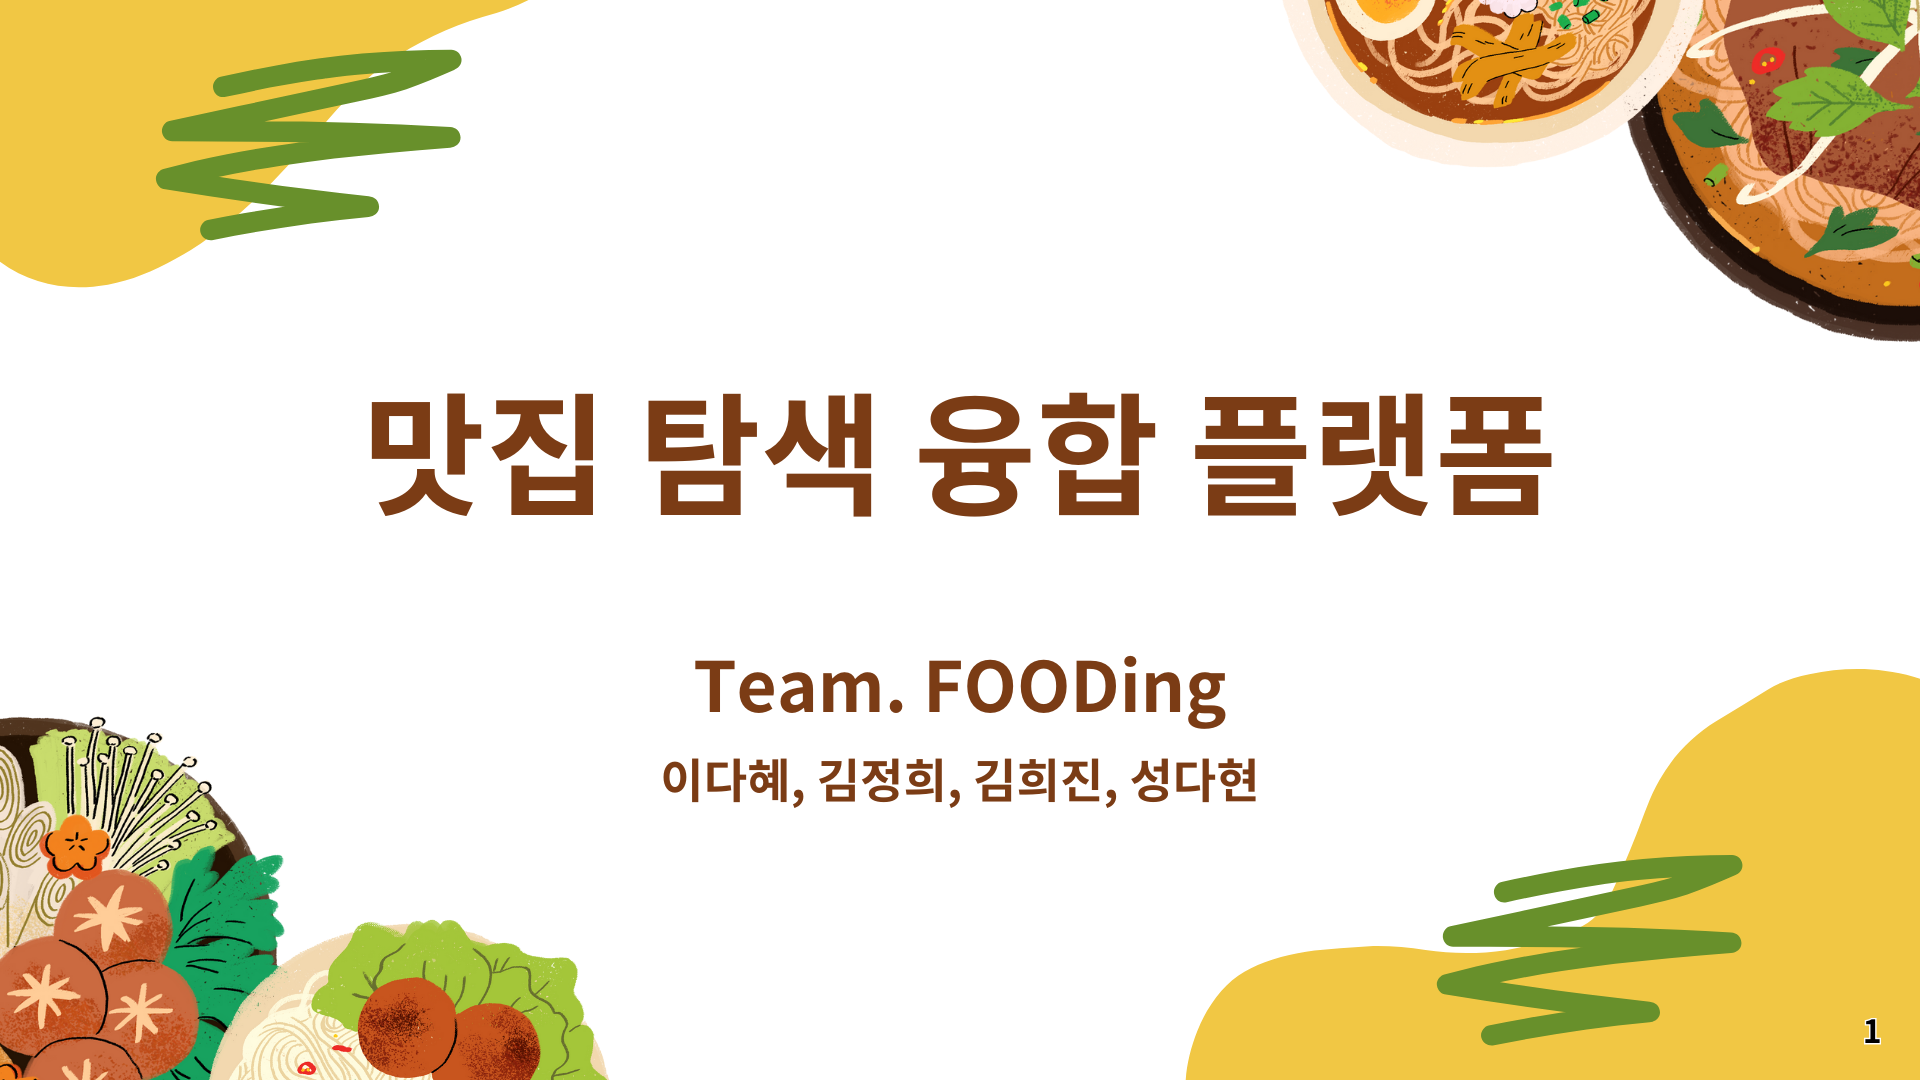 맛집 탐색 융합 플랫폼
Team. FOODing
이다혜, 김정희, 김희진, 성다현
1